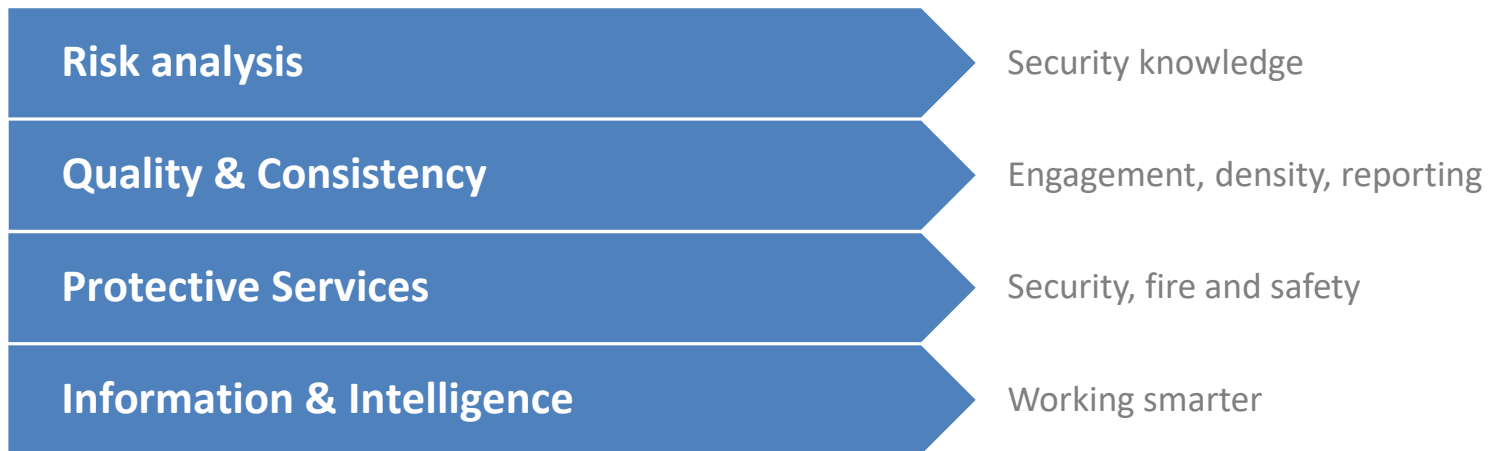 Risk analysis
Security knowledge
Quality & Consistency
Engagement, density, reporting
Protective Services
Security, fire and safety
Information & Intelligence
Working smarter